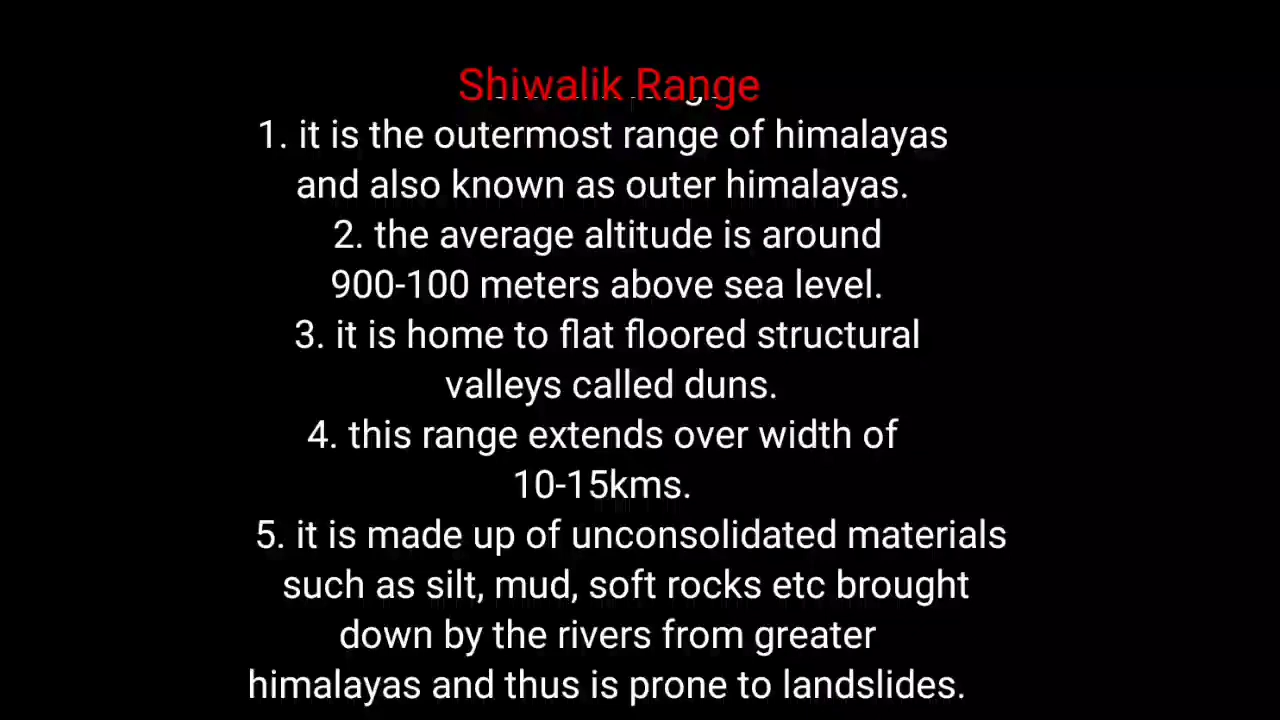 Shiwalik Range
1. it is the outermost range of himalayas
and also known as outer himalayas.
2. the average altitude is around
900-100 meters above sea level.
3. it is home to flat floored structural
valleys called duns.
4. this range extends over width of
10-15kms.
5. it is made up of unconsolidated materials
such as silt, mud, soft rocks etc brought
down by the rivers from greater
himalayas and thus is prone to landslides.